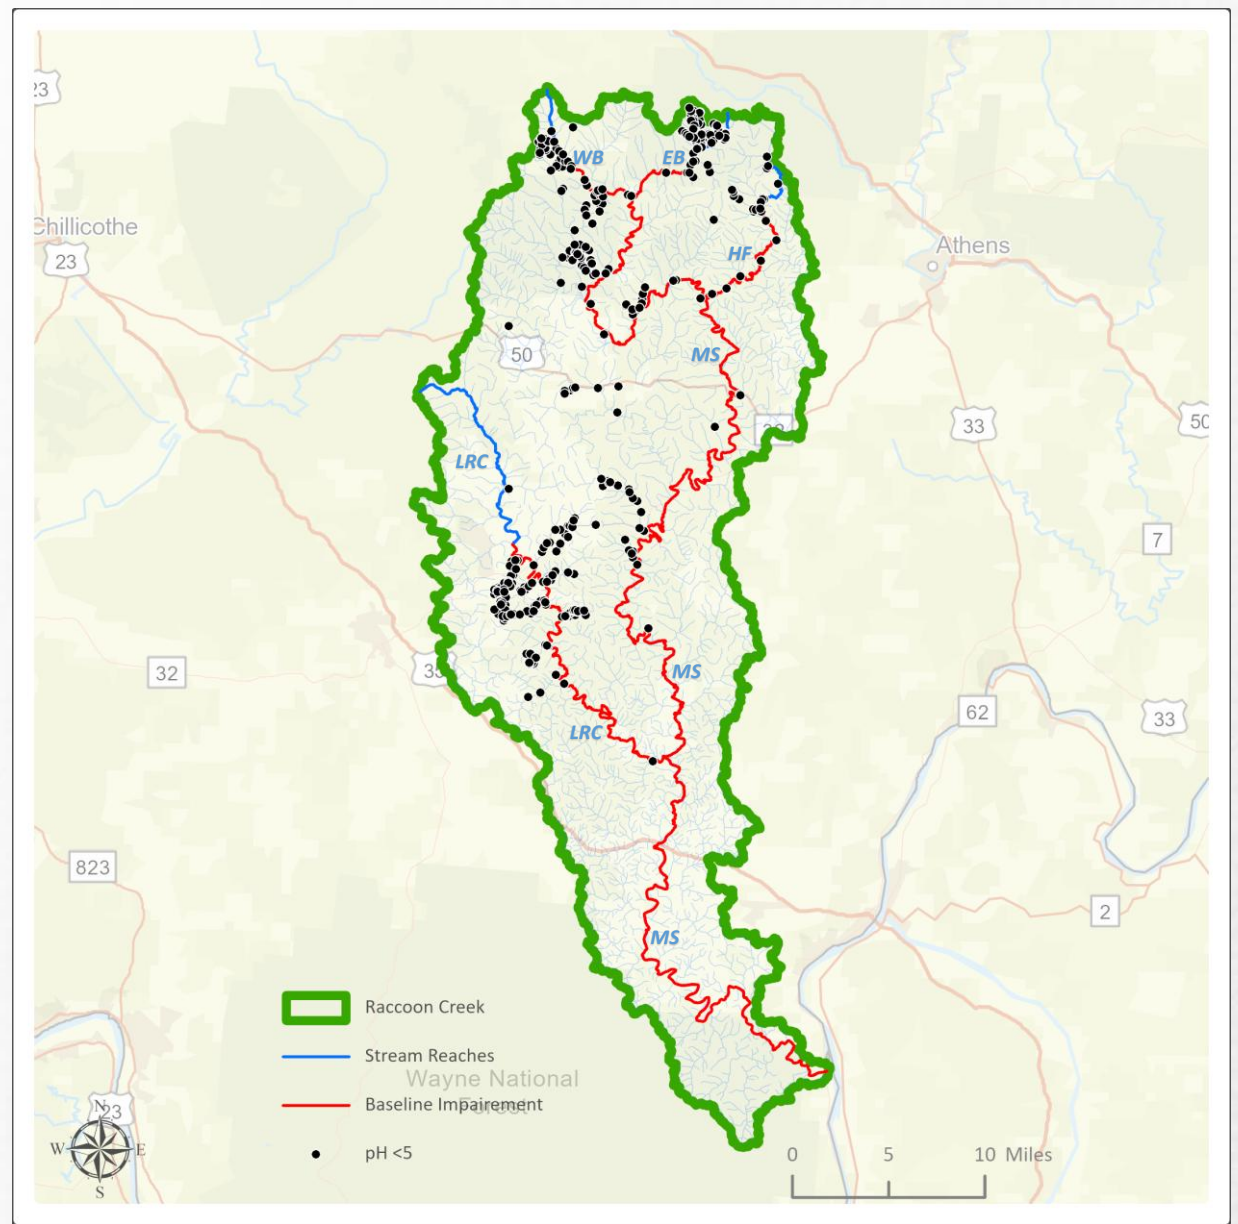 23
WB
EB
Chillicothe
23
HF
Athens
50
MS
33
50
LRC
7
32
MS
62
33
LRC
823
2
MS
Raccoon Creek
Stream Reaches
Wayne National
Baseline Impairement
Forest
23
N
W
E
S
pH <5
0
5
10 Miles